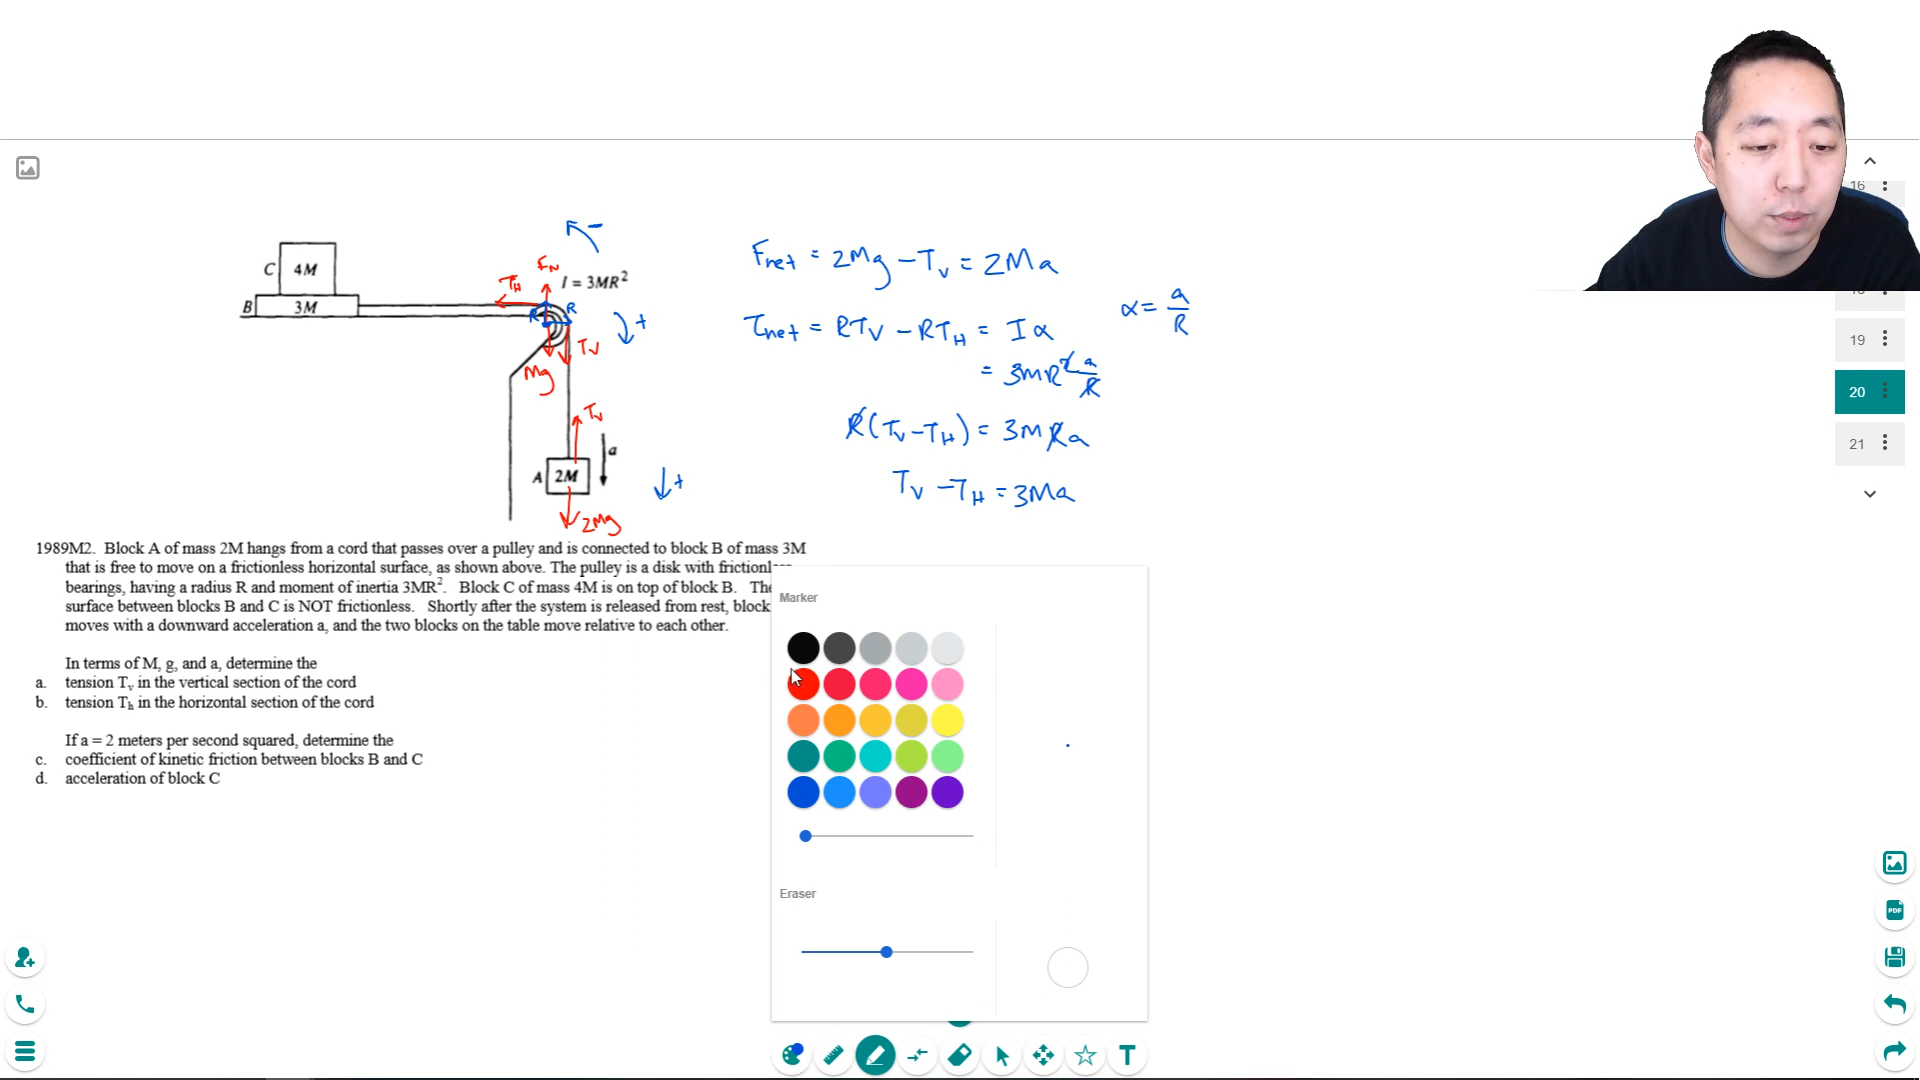 C 4M
B 3M
I = 3MR²
T_H
F_N
R
R
+
−
T_V
Mg
T_V
a
A 2M
+
2Mg
F_net = 2Mg − T_V = 2Ma
τ_net = RT_V − RT_H = Iα
α = a/R
= 3MR² a/R
R(T_V − T_H) = 3MRa
T_V − T_H = 3Ma
1989M2. Block A of mass 2M hangs from a cord that passes over a pulley and is connected to block B of mass 3M
that is free to move on a frictionless horizontal surface, as shown above. The pulley is a disk with
bearings, having a radius R and moment of inertia 3MR². Block C of mass 4M is on top of block B. The
surface between blocks B and C is NOT frictionless. Shortly after the system is released from rest, block
moves with a downward acceleration a, and the two blocks on the table move relative to each other.
In terms of M, g, and a, determine the
a. tension Tv in the vertical section of the cord
b. tension Th in the horizontal section of the cord
If a = 2 meters per second squared, determine the
c. coefficient of kinetic friction between blocks B and C
d. acceleration of block C
Marker
Eraser
16
19
20
21
PDF
T